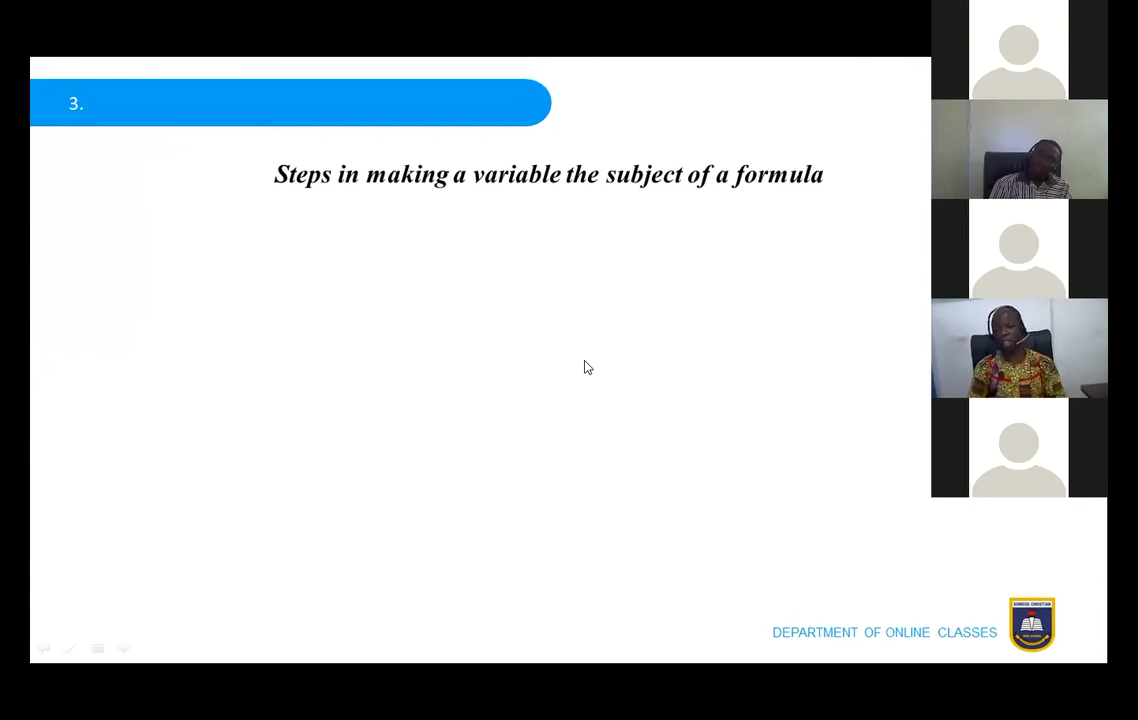 3.
Steps in making a variable the subject of a formula
DEPARTMENT OF ONLINE CLASSES